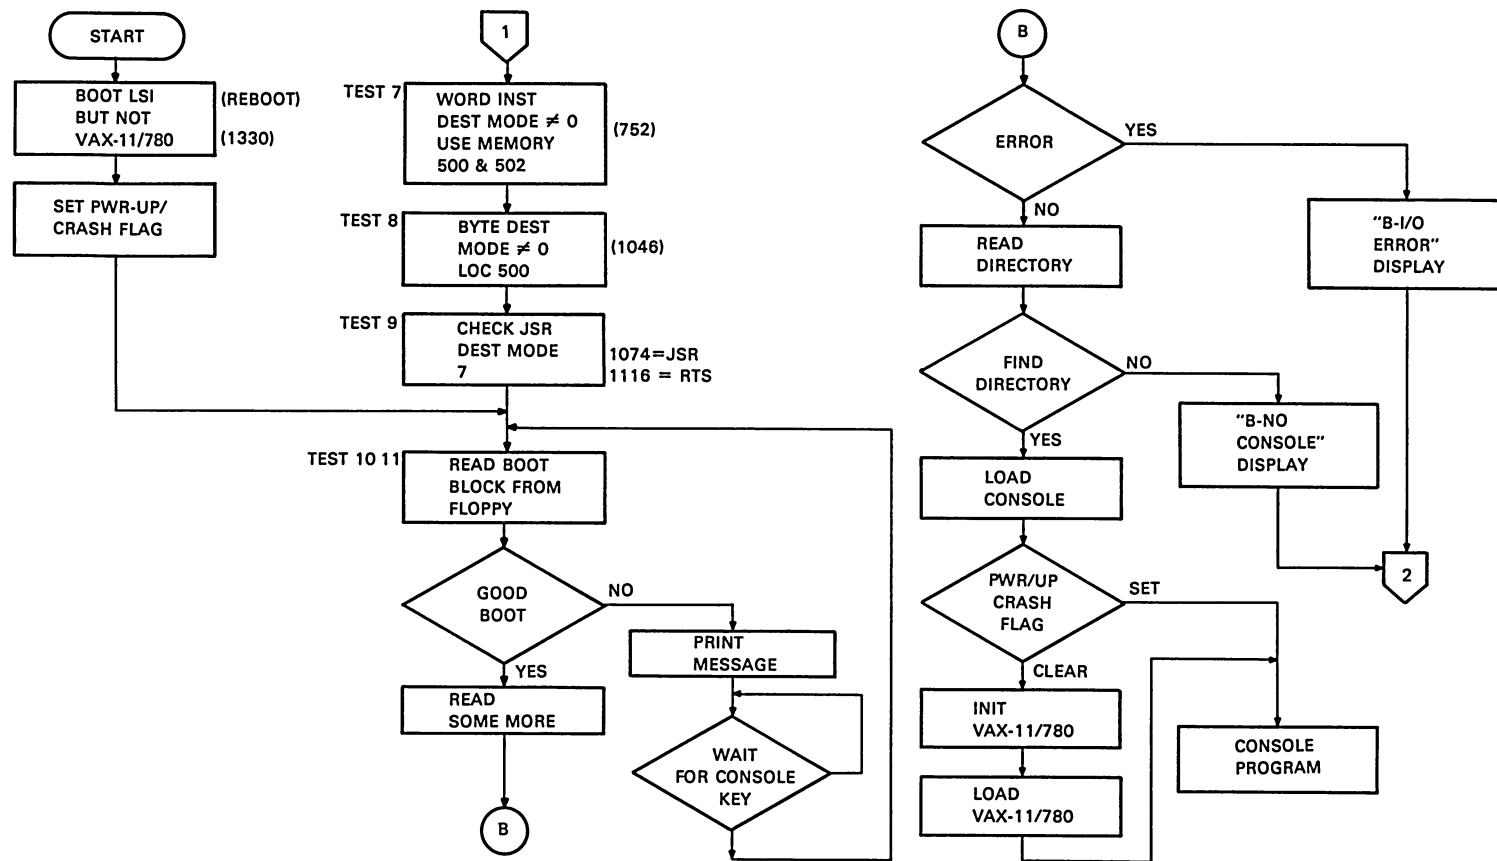 START
BOOT LSI
BUT NOT
VAX-11/780
(REBOOT)
(1330)
SET PWR-UP/
CRASH FLAG
1
TEST 7
WORD INST
DEST MODE ≠ 0
USE MEMORY
500 & 502
(752)
TEST 8
BYTE DEST
MODE ≠ 0
LOC 500
(1046)
TEST 9
CHECK JSR
DEST MODE
7
1074=JSR
1116 = RTS
TEST 10 11
READ BOOT
BLOCK FROM
FLOPPY
GOOD
BOOT
NO
YES
PRINT
MESSAGE
READ
SOME MORE
WAIT
FOR CONSOLE
KEY
B
B
ERROR
YES
NO
"B-I/O
ERROR"
DISPLAY
READ
DIRECTORY
FIND
DIRECTORY
NO
YES
"B-NO
CONSOLE"
DISPLAY
LOAD
CONSOLE
2
PWR/UP
CRASH
FLAG
SET
CLEAR
INIT
VAX-11/780
LOAD
VAX-11/780
CONSOLE
PROGRAM